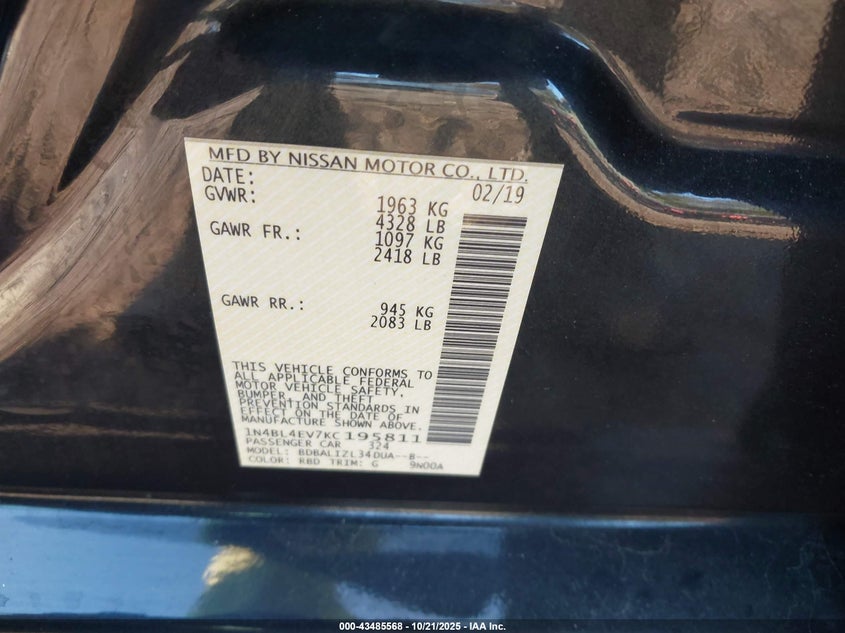 MFD BY NISSAN MOTOR CO., LTD.
DATE: 02/19
GVWR: 1963 KG
4328 LB
GAWR FR.: 1097 KG
2418 LB
GAWR RR.: 945 KG
2083 LB
THIS VEHICLE CONFORMS TO
ALL APPLICABLE FEDERAL
MOTOR VEHICLE SAFETY,
BUMPER, AND THEFT
PREVENTION STANDARDS IN
EFFECT ON THE DATE OF
MANUFACTURE SHOWN ABOVE.
1N4BL4EV7KC195811
PASSENGER CAR 324
MODEL: BDBALIZL34DUA--B--
COLOR: RBD TRIM: G 9N00A
000-43485568 - 10/21/2025 - IAA Inc.